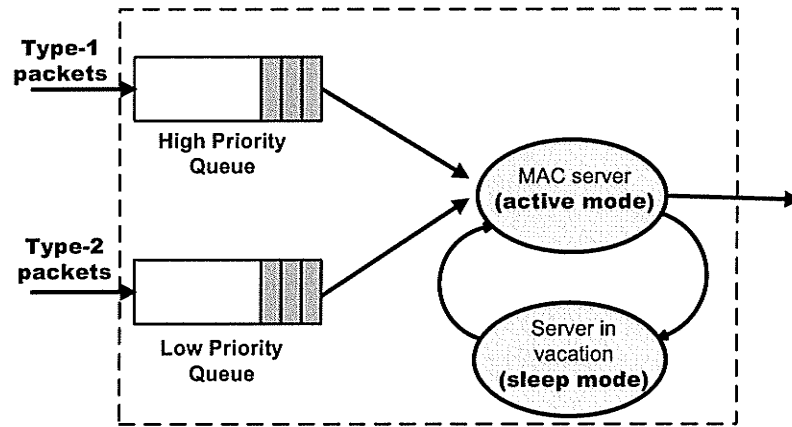 Type-1
packets
High Priority
Queue
MAC server
(active mode)
Type-2
packets
Low Priority
Queue
Server in
vacation
(sleep mode)